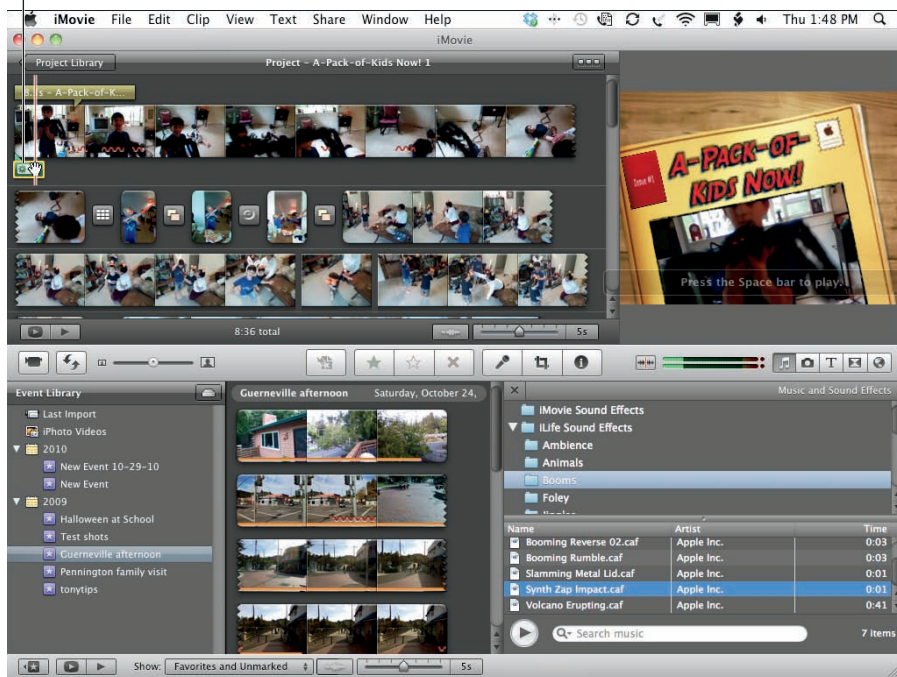 iMovie File Edit Clip View Text Share Window Help Thu 1:48 PM
iMovie
Project Library Project – A-Pack-of-Kids Now! 1
A-Pack-of-K...
Issue #1
A-PACK-OF-
KIDS NOW!
Press the Space bar to play.
8:36 total 5s
Event Library
Last Import
iPhoto Videos
2010
New Event 10-29-10
New Event
2009
Halloween at School
Test shots
Guerneville afternoon
Pennington family visit
tonytips
Guerneville afternoon Saturday, October 24,
Music and Sound Effects
iMovie Sound Effects
iLife Sound Effects
Ambience
Animals
Booms
Foley
Name Artist Time
Booming Reverse 02.caf Apple Inc. 0:03
Booming Rumble.caf Apple Inc. 0:03
Slamming Metal Lid.caf Apple Inc. 0:01
Synth Zap Impact.caf Apple Inc. 0:01
Volcano Erupting.caf Apple Inc. 0:41
Search music 7 items
Show: Favorites and Unmarked 5s